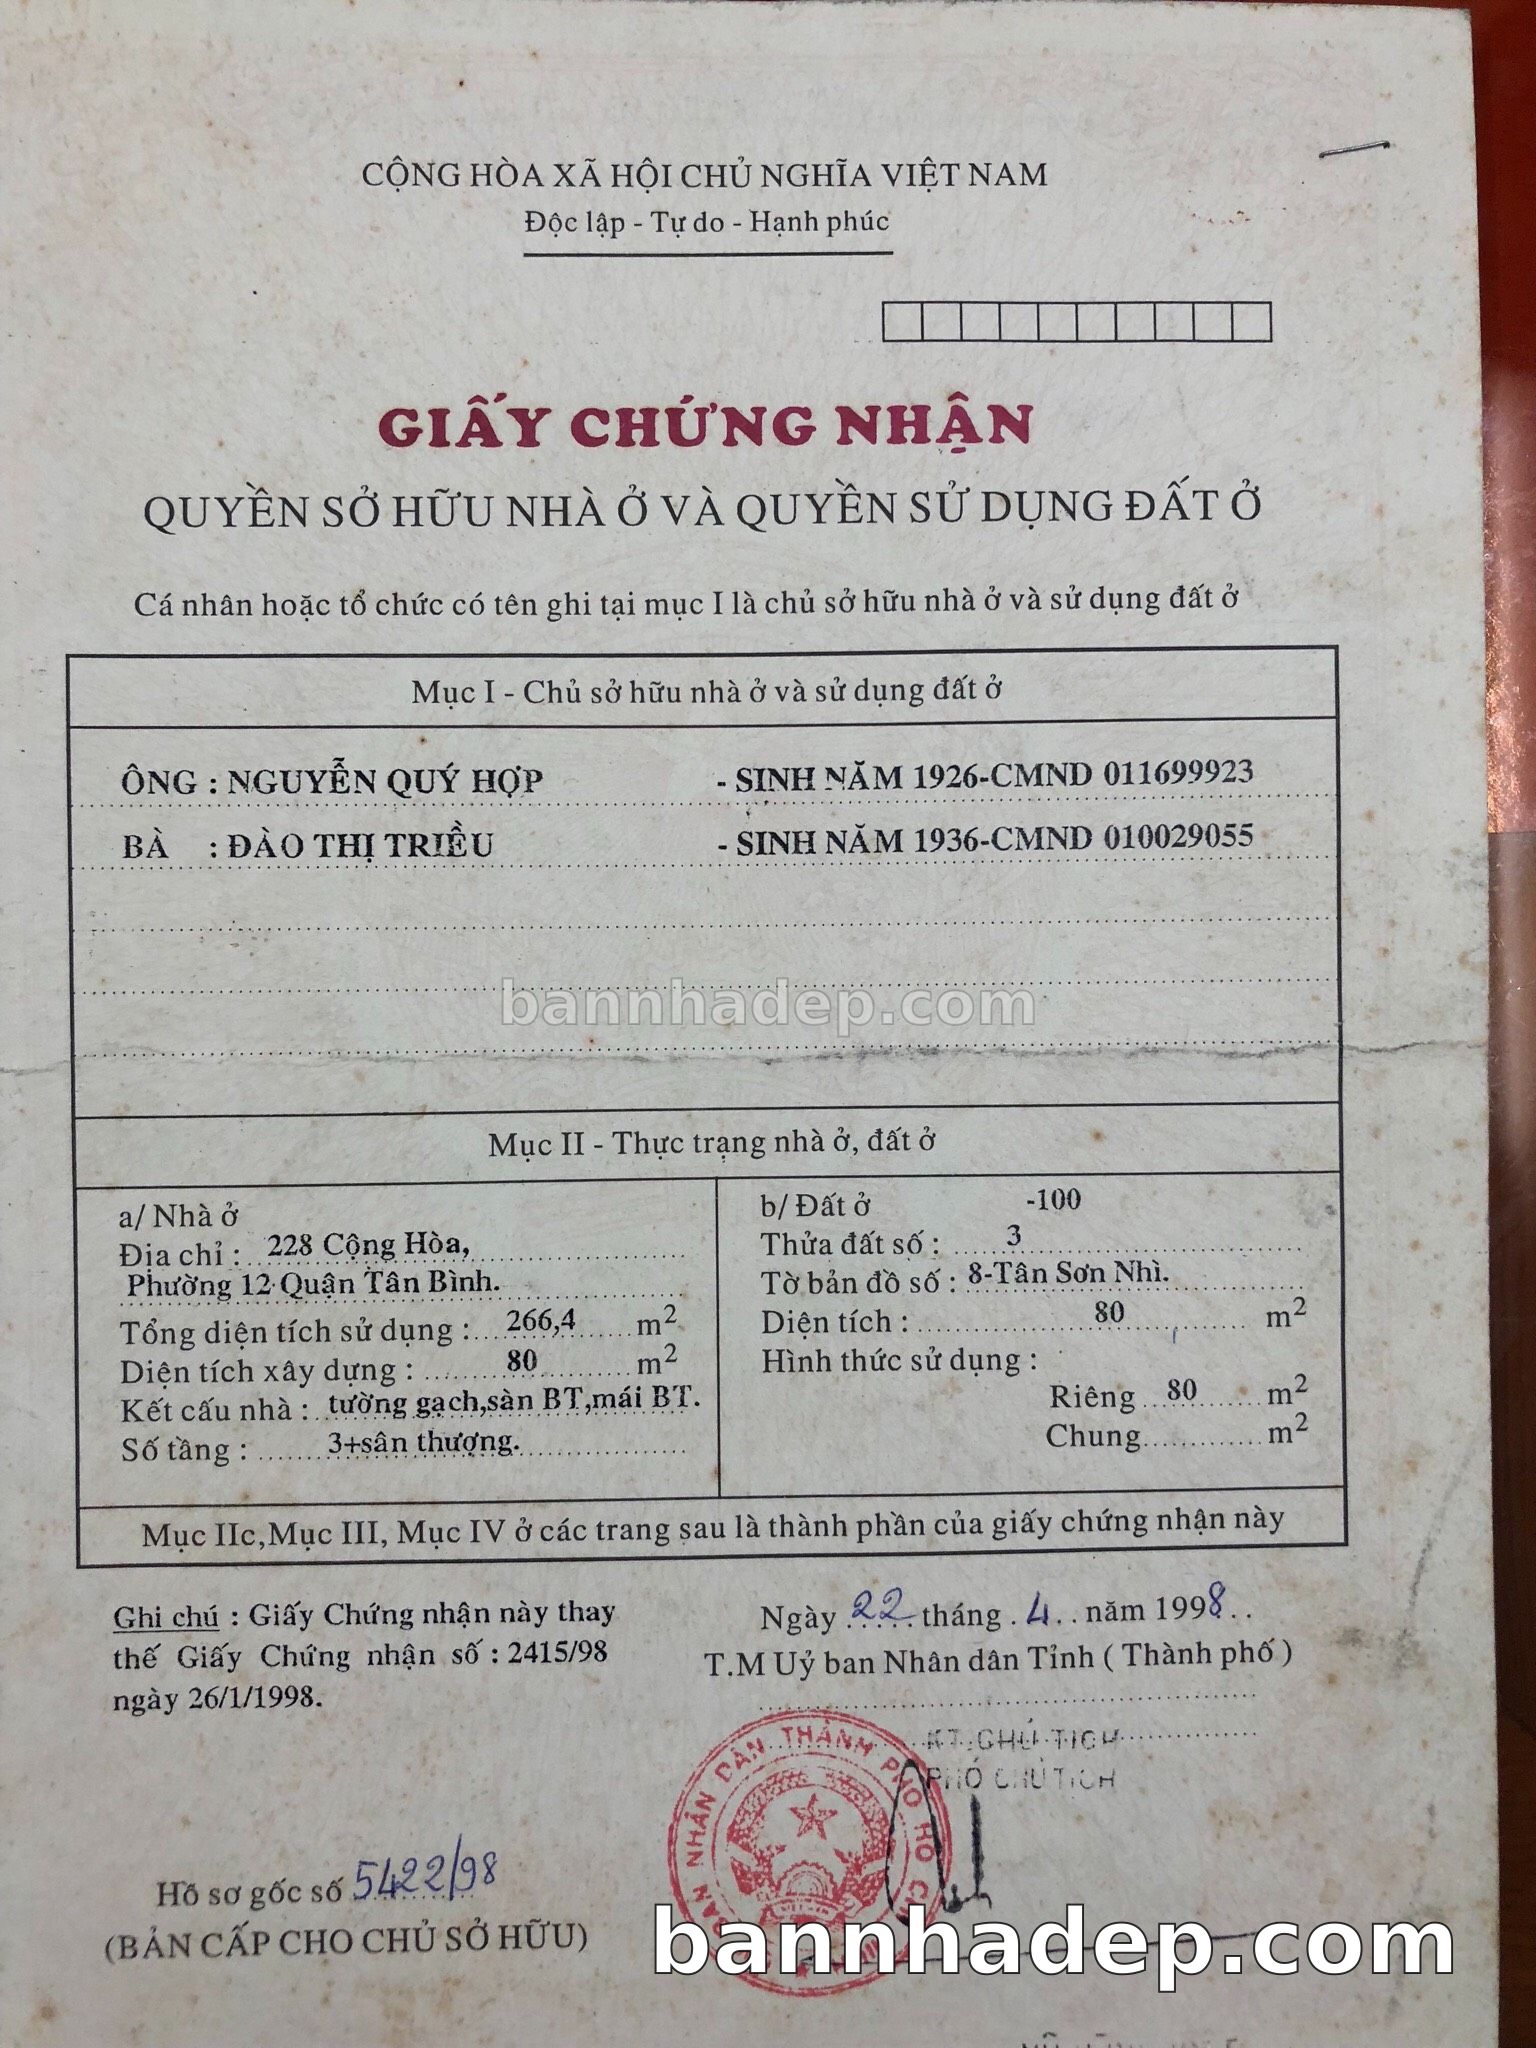 CỘNG HÒA XÃ HỘI CHỦ NGHĨA VIỆT NAM
Độc lập - Tự do - Hạnh phúc
GIẤY CHỨNG NHẬN
QUYỀN SỞ HỮU NHÀ Ở VÀ QUYỀN SỬ DỤNG ĐẤT Ở
Cá nhân hoặc tổ chức có tên ghi tại mục I là chủ sở hữu nhà ở và sử dụng đất ở
Mục I - Chủ sở hữu nhà ở và sử dụng đất ở
ÔNG : NGUYỄN QUÝ HỢP - SINH NĂM 1926-CMND 011699923
BÀ : ĐÀO THỊ TRIỀU - SINH NĂM 1936-CMND 010029055
bannhadep.com
Mục II - Thực trạng nhà ở, đất ở
a/ Nhà ở
Địa chỉ : 228 Cộng Hòa,
Phường 12 Quận Tân Bình.
Tổng diện tích sử dụng : 266,4 m2
Diện tích xây dựng : 80 m2
Kết cấu nhà : tường gạch,sàn BT,mái BT.
Số tầng : 3+sân thượng.
b/ Đất ở -100
Thửa đất số : 3
Tờ bản đồ số : 8-Tân Sơn Nhì.
Diện tích : 80 m2
Hình thức sử dụng :
Riêng 80 m2
Chung m2
Mục IIc,Mục III, Mục IV ở các trang sau là thành phần của giấy chứng nhận này
Ghi chú : Giấy Chứng nhận này thay
thế Giấy Chứng nhận số : 2415/98
ngày 26/1/1998.
Ngày 22 tháng 4 năm 1998
T.M Uỷ ban Nhân dân Tỉnh ( Thành phố )
KT.CHỦ TỊCH
PHÓ CHỦ TỊCH
BAN NHÂN DÂN THÀNH PHỐ HỒ
Hồ sơ gốc số 5422/98
(BẢN CẤP CHO CHỦ SỞ HỮU)
bannhadep.com